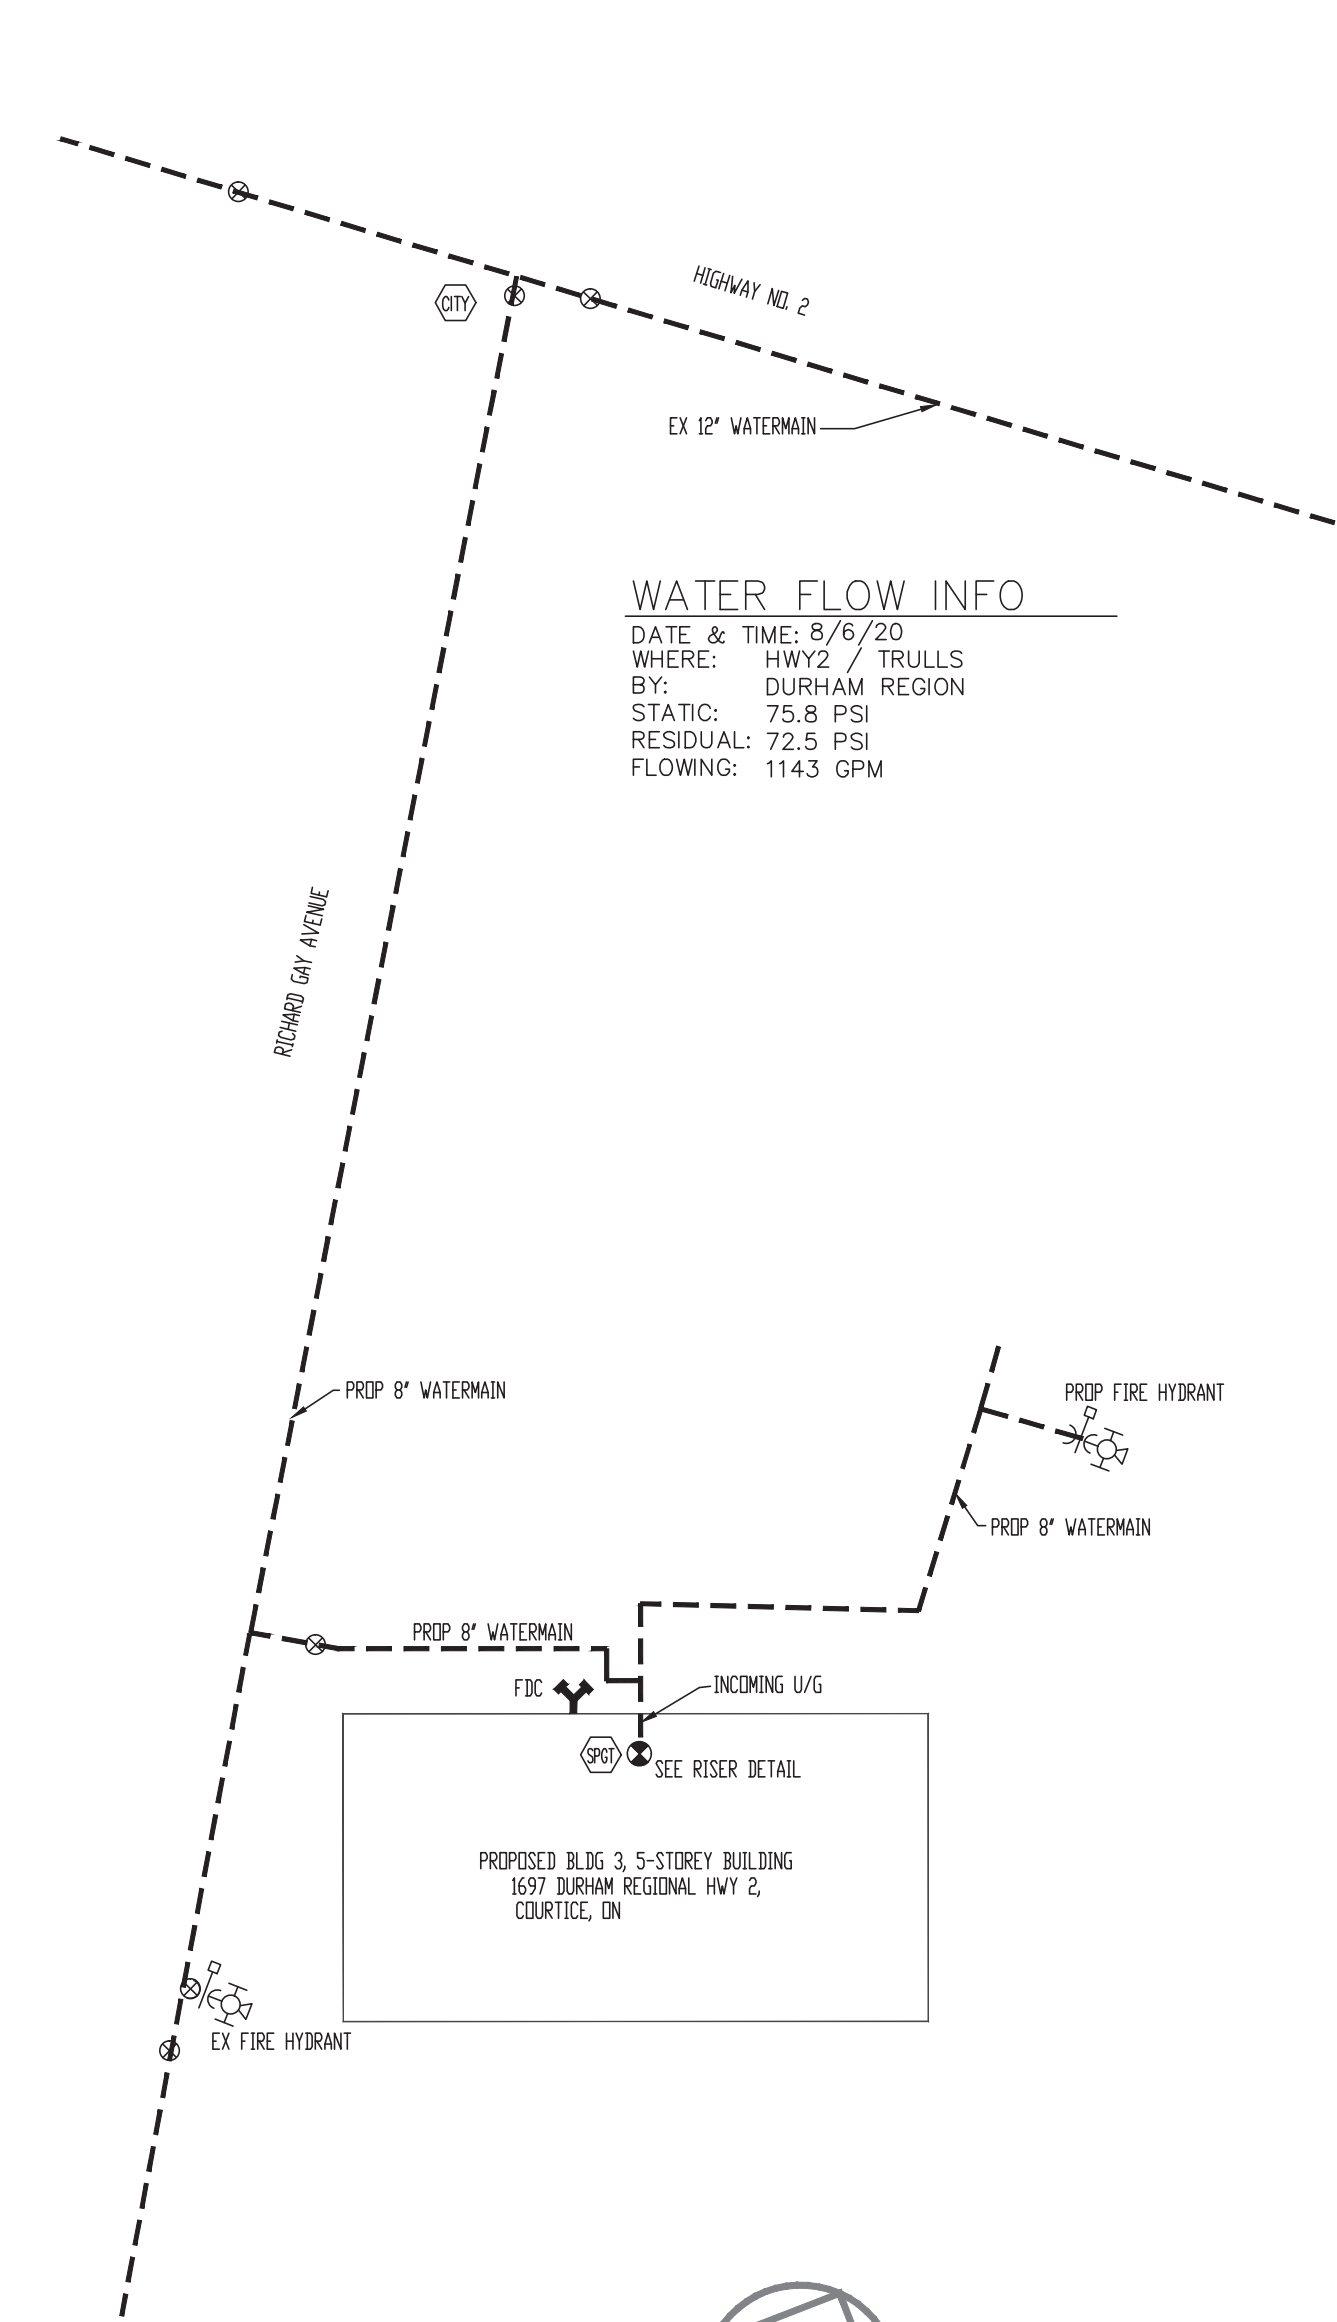 HIGHWAY NO. 2
CITY
EX 12" WATERMAIN
WATER FLOW INFO
DATE & TIME: 8/6/20
WHERE: HWY2 / TRULLS
BY: DURHAM REGION
STATIC: 75.8 PSI
RESIDUAL: 72.5 PSI
FLOWING: 1143 GPM
RICHARD GAY AVENUE
PROP 8" WATERMAIN
PROP FIRE HYDRANT
PROP 8" WATERMAIN
PROP 8" WATERMAIN
FDC
INCOMING U/G
SPGT
SEE RISER DETAIL
PROPOSED BLDG 3, 5-STOREY BUILDING
1697 DURHAM REGIONAL HWY 2,
COURTICE, ON
EX FIRE HYDRANT